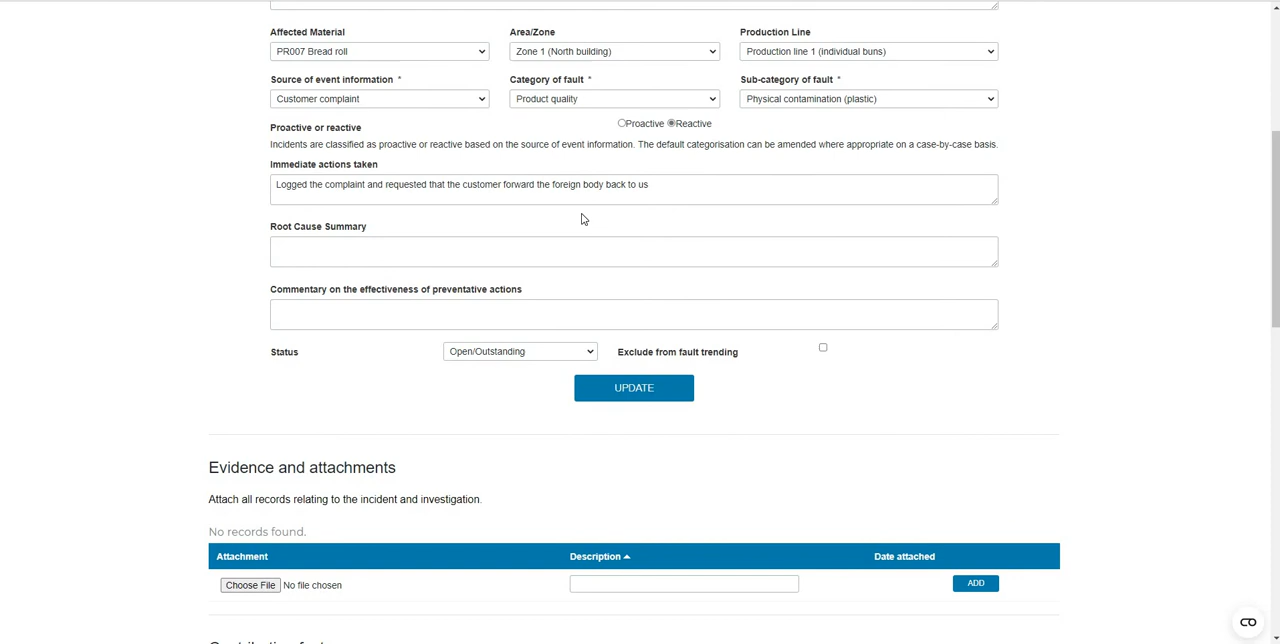 Affected Material Area/Zone Production Line
PR007 Bread roll Zone 1 (North building) Production line 1 (individual buns)
Source of event information * Category of fault * Sub-category of fault *
Customer complaint Product quality Physical contamination (plastic)
Proactive or reactive Proactive Reactive
Incidents are classified as proactive or reactive based on the source of event information. The default categorisation can be amended where appropriate on a case-by-case basis.
Immediate actions taken
Logged the complaint and requested that the customer forward the foreign body back to us
Root Cause Summary
Commentary on the effectiveness of preventative actions
Status Open/Outstanding Exclude from fault trending
UPDATE
Evidence and attachments
Attach all records relating to the incident and investigation.
No records found.
Attachment Description Date attached
Choose File No file chosen ADD